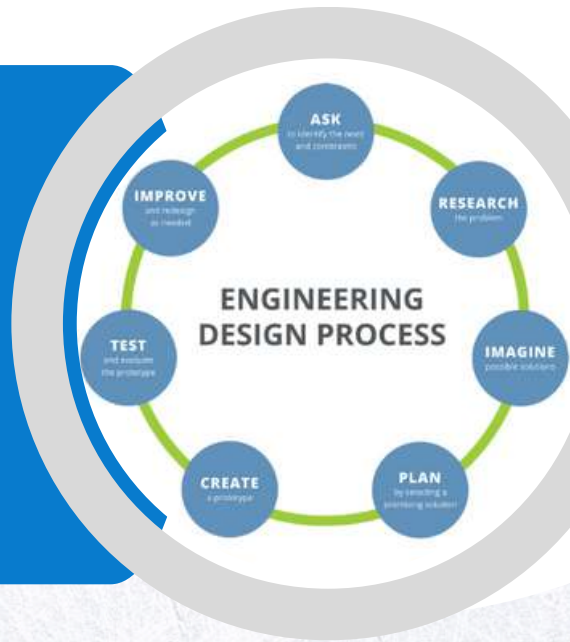 ASK
to identify the need
and constraints
RESEARCH
the problem
IMAGINE
possible solutions
PLAN
by selecting a
promising solution
CREATE
a prototype
TEST
and evaluate
the prototype
IMPROVE
and redesign
as needed
ENGINEERING
DESIGN PROCESS